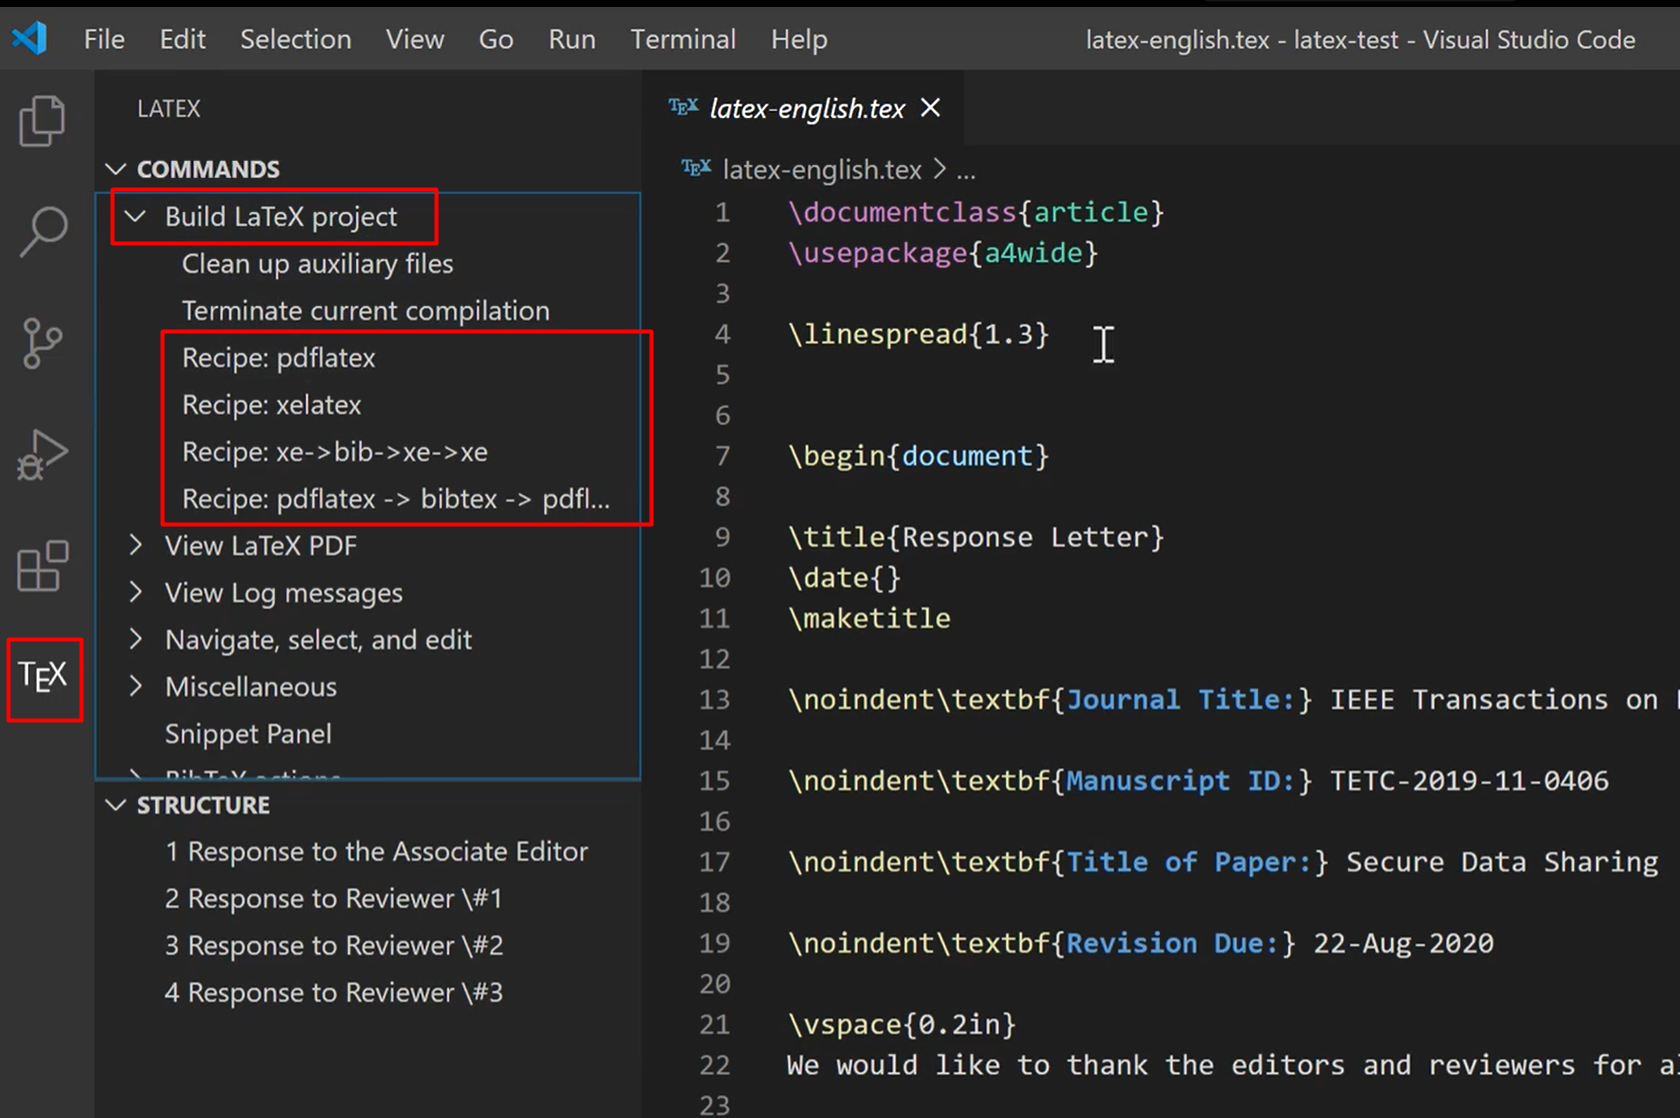 File Edit Selection View Go Run Terminal Help latex-english.tex - latex-test - Visual Studio Code
LATEX
COMMANDS
Build LaTeX project
Clean up auxiliary files
Terminate current compilation
Recipe: pdflatex
Recipe: xelatex
Recipe: xe->bib->xe->xe
Recipe: pdflatex -> bibtex -> pdfl...
View LaTeX PDF
View Log messages
Navigate, select, and edit
Miscellaneous
Snippet Panel
BibTeX actions
TEX
STRUCTURE
1 Response to the Associate Editor
2 Response to Reviewer \#1
3 Response to Reviewer \#2
4 Response to Reviewer \#3
TEX latex-english.tex
TEX latex-english.tex > ...
1 \documentclass{article}
2 \usepackage{a4wide}
3
4 \linespread{1.3}
5
6
7 \begin{document}
8
9 \title{Response Letter}
10 \date{}
11 \maketitle
12
13 \noindent\textbf{Journal Title:} IEEE Transactions on
14
15 \noindent\textbf{Manuscript ID:} TETC-2019-11-0406
16
17 \noindent\textbf{Title of Paper:} Secure Data Sharing
18
19 \noindent\textbf{Revision Due:} 22-Aug-2020
20
21 \vspace{0.2in}
22 We would like to thank the editors and reviewers for
23